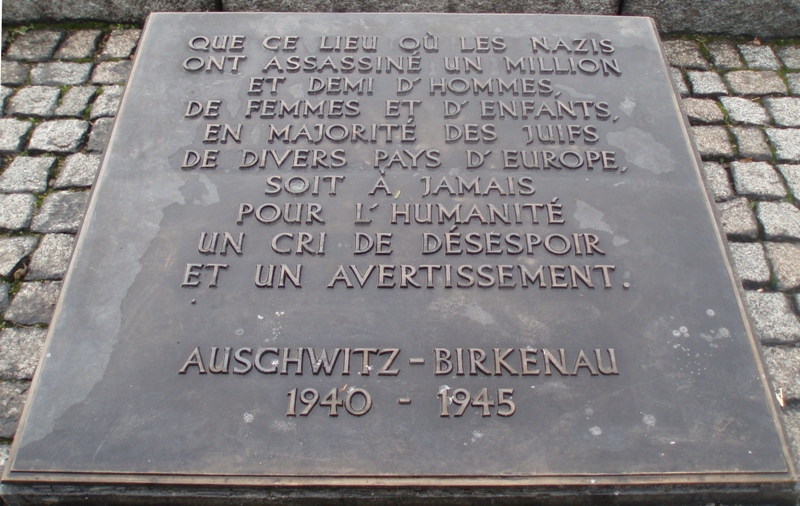 QUE CE LIEU OÙ LES NAZIS
ONT ASSASSINÉ UN MILLION
ET DEMI D'HOMMES,
DE FEMMES ET D'ENFANTS,
EN MAJORITÉ DES JUIFS
DE DIVERS PAYS D'EUROPE,
SOIT À JAMAIS
POUR L'HUMANITÉ
UN CRI DE DÉSESPOIR
ET UN AVERTISSEMENT.
AUSCHWITZ - BIRKENAU
1940 - 1945